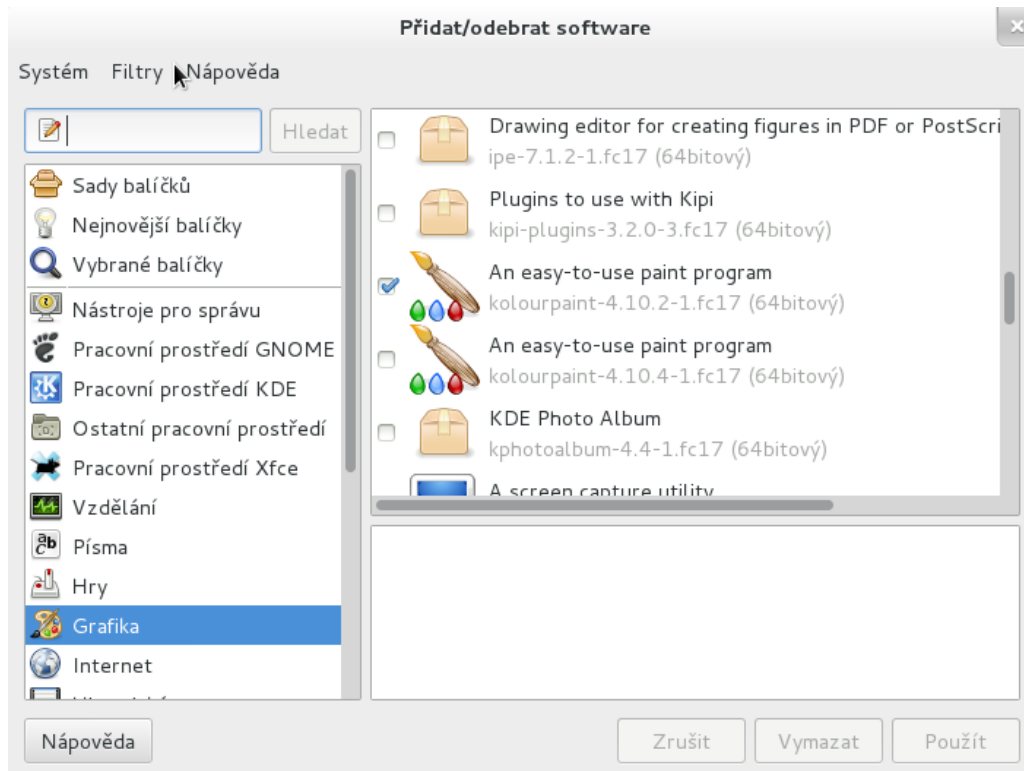 Přidat/odebrat software
Systém Filtry Nápověda
Hledat
Sady balíčků
Nejnovější balíčky
Vybrané balíčky
Nástroje pro správu
Pracovní prostředí GNOME
Pracovní prostředí KDE
Ostatní pracovní prostředí
Pracovní prostředí Xfce
Vzdělání
Písma
Hry
Grafika
Internet
Drawing editor for creating figures in PDF or PostScri
ipe-7.1.2-1.fc17 (64bitový)
Plugins to use with Kipi
kipi-plugins-3.2.0-3.fc17 (64bitový)
An easy-to-use paint program
kolourpaint-4.10.2-1.fc17 (64bitový)
An easy-to-use paint program
kolourpaint-4.10.4-1.fc17 (64bitový)
KDE Photo Album
kphotoalbum-4.4-1.fc17 (64bitový)
A screen capture utility
Nápověda
Zrušit
Vymazat
Použít